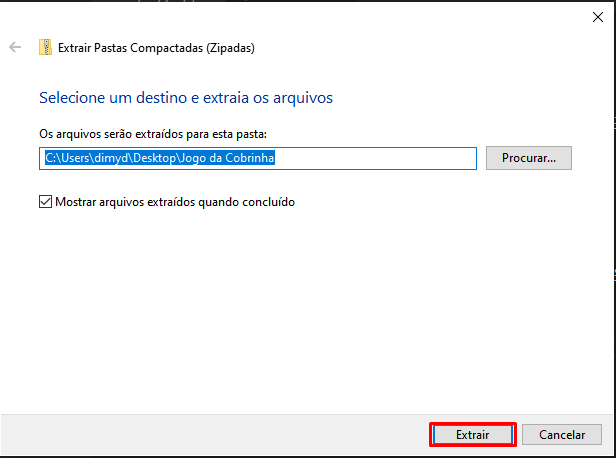 Extrair Pastas Compactadas (Zipadas)
Selecione um destino e extraia os arquivos
Os arquivos serão extraídos para esta pasta:
C:\Users\dimyd\Desktop\Jogo da Cobrinha
Procurar...
Mostrar arquivos extraídos quando concluído
Extrair
Cancelar